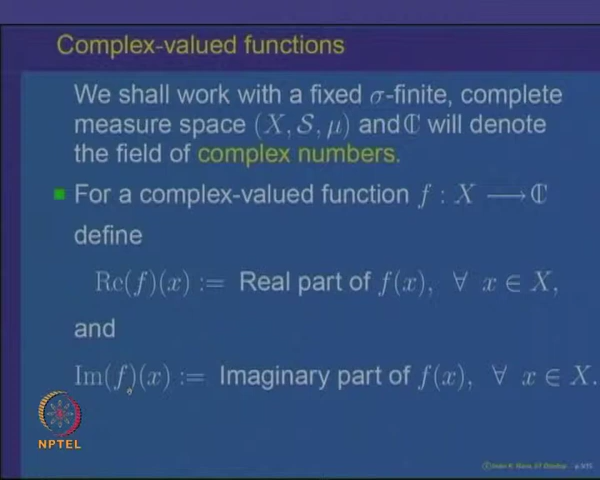 Complex-valued functions
We shall work with a fixed σ-finite, complete
measure space (X, S, μ) and ℂ will denote
the field of complex numbers.
For a complex-valued function f : X ⟶ ℂ
define
Re(f)(x) := Real part of f(x), ∀ x ∈ X,
and
Im(f)(x) := Imaginary part of f(x), ∀ x ∈ X.
NPTEL